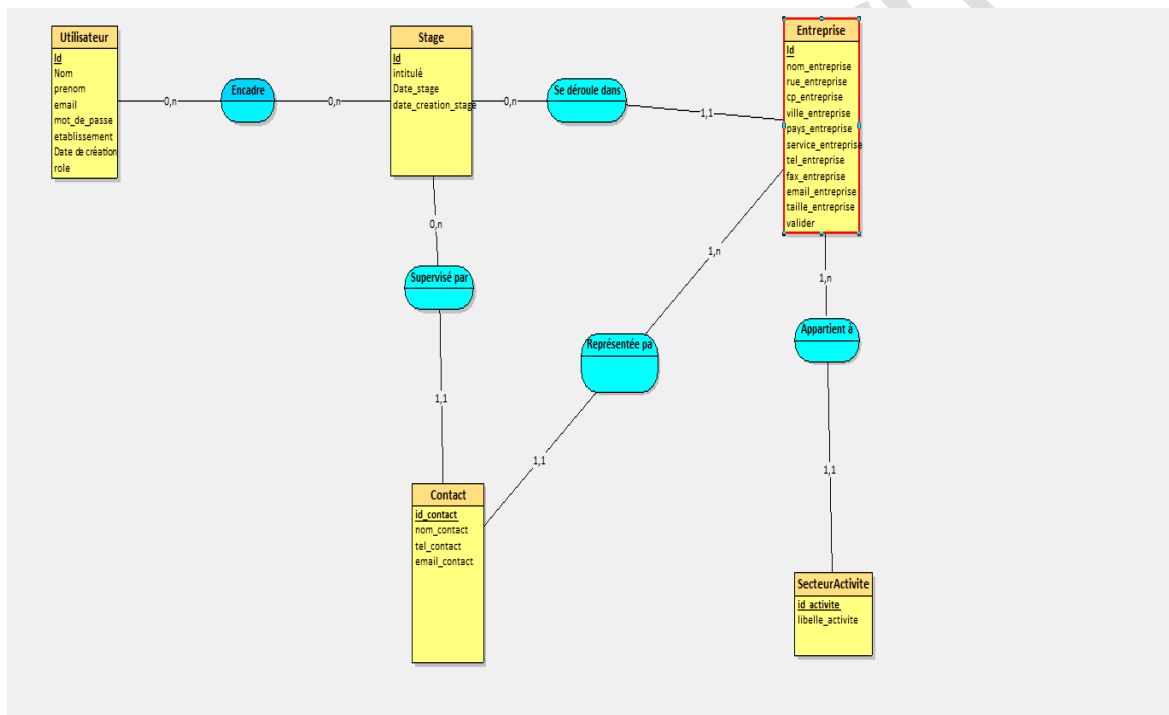 Utilisateur
Id
Nom
prenom
email
mot_de_passe
etablissement
Date de création
role
0,n
Encadre
0,n
Stage
Id
intitulé
Date_stage
date_creation_stage
0,n
Se déroule dans
1,1
Entreprise
Id
nom_entreprise
rue_entreprise
cp_entreprise
ville_entreprise
pays_entreprise
service_entreprise
tel_entreprise
fax_entreprise
email_entreprise
taille_entreprise
valider
0,n
Supervisé par
1,1
1,n
Représentée pa
1,1
1,n
Appartient à
1,1
Contact
id_contact
nom_contact
tel_contact
email_contact
SecteurActivite
id_activite
libelle_activite